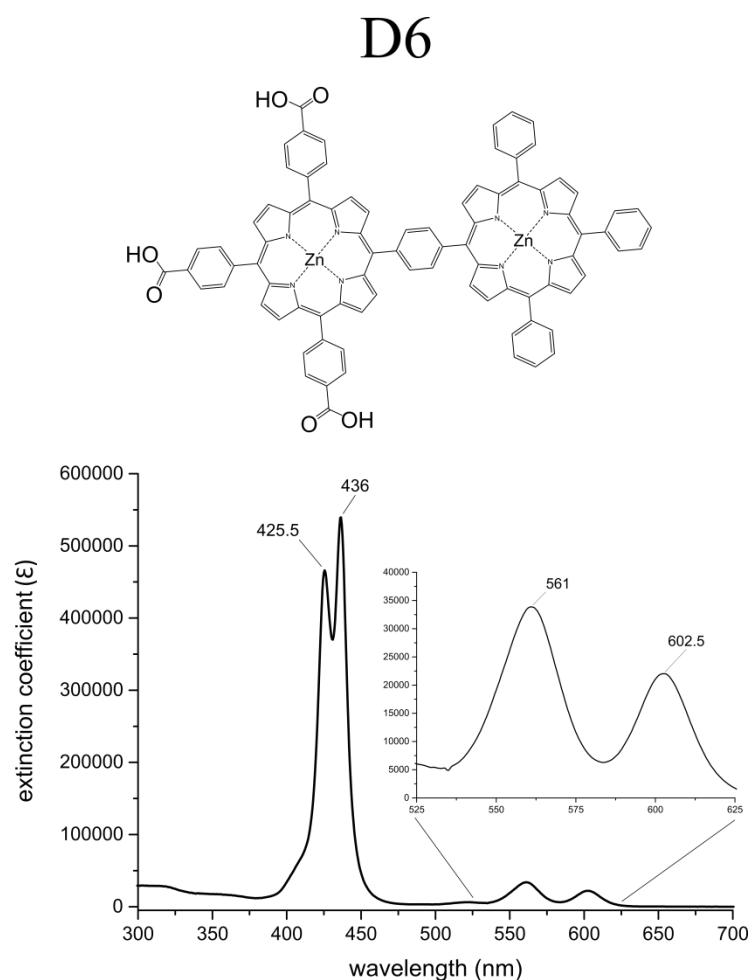 D6
HO O
O
HO
O
O
OH
N N
Zn
N N
N N
Zn
N N
600000
500000
400000
300000
200000
100000
0
extinction coefficient (ε)
300 350 400 450 500 550 600 650 700
wavelength (nm)
425.5
436
40000
35000
30000
25000
20000
15000
10000
5000
0
525 550 575 600 625
561
602.5